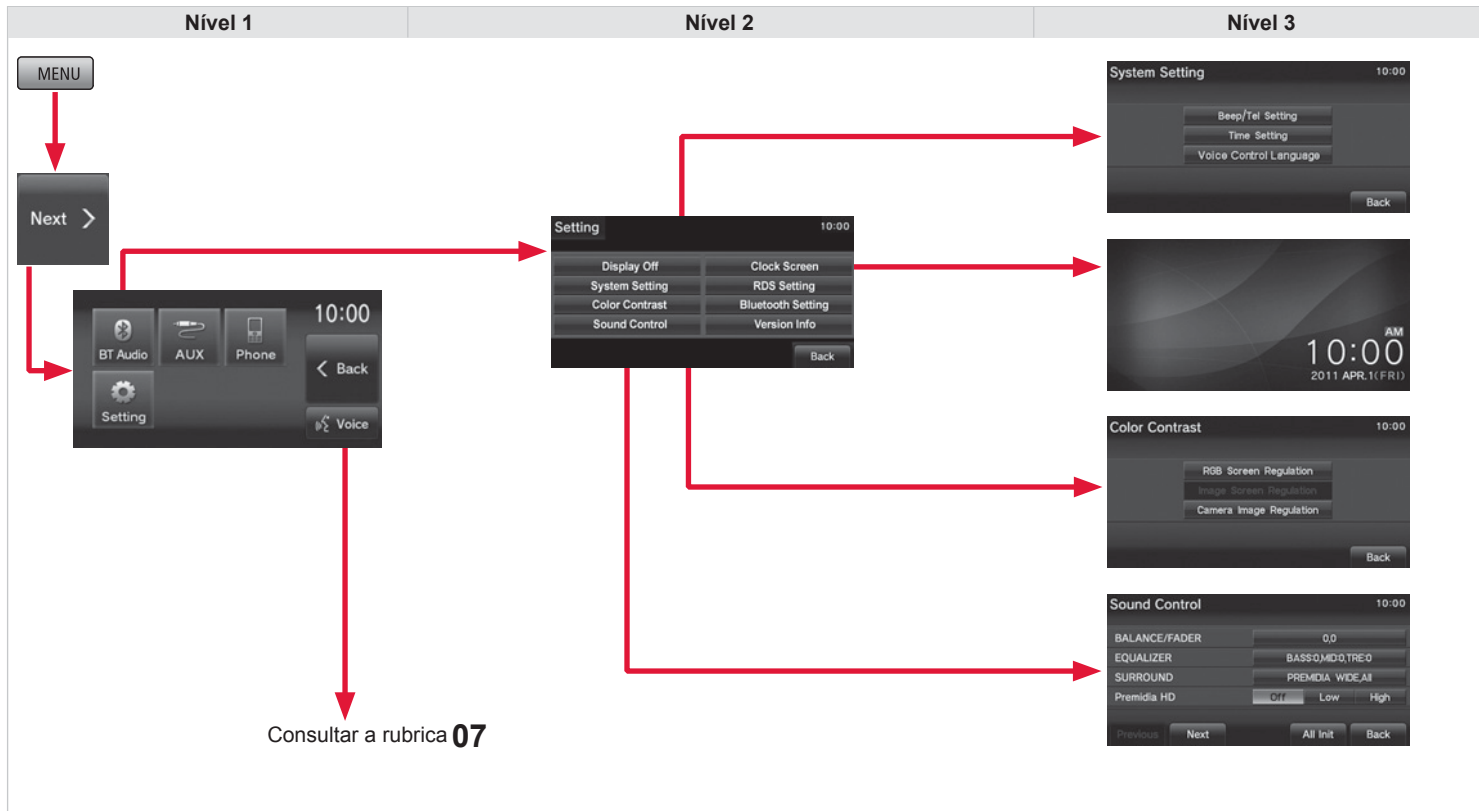 Nível 1
Nível 2
Nível 3
MENU
Next
10:00
BT Audio
AUX
Phone
Back
Setting
Voice
Consultar a rubrica 07
Setting 10:00
Display Off Clock Screen
System Setting RDS Setting
Color Contrast Bluetooth Setting
Sound Control Version Info
Back
System Setting 10:00
Beep/Tel Setting
Time Setting
Voice Control Language
Back
AM
10:00
2011 APR.1(FRI)
Color Contrast 10:00
RGB Screen Regulation
Image Screen Regulation
Camera Image Regulation
Back
Sound Control 10:00
BALANCE/FADER 0,0
EQUALIZER BASS:0,MID:0,TRE:0
SURROUND PREMIDIA WIDE,All
Premidia HD Off Low High
Previous Next All Init Back